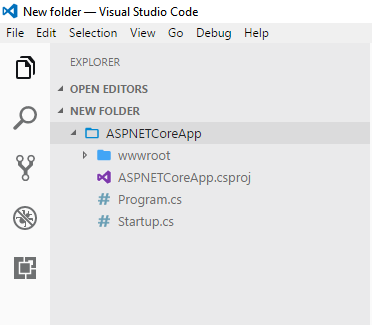 New folder — Visual Studio Code
File Edit Selection View Go Debug Help
EXPLORER
OPEN EDITORS
NEW FOLDER
ASPNETCoreApp
wwwroot
ASPNETCoreApp.csproj
Program.cs
Startup.cs